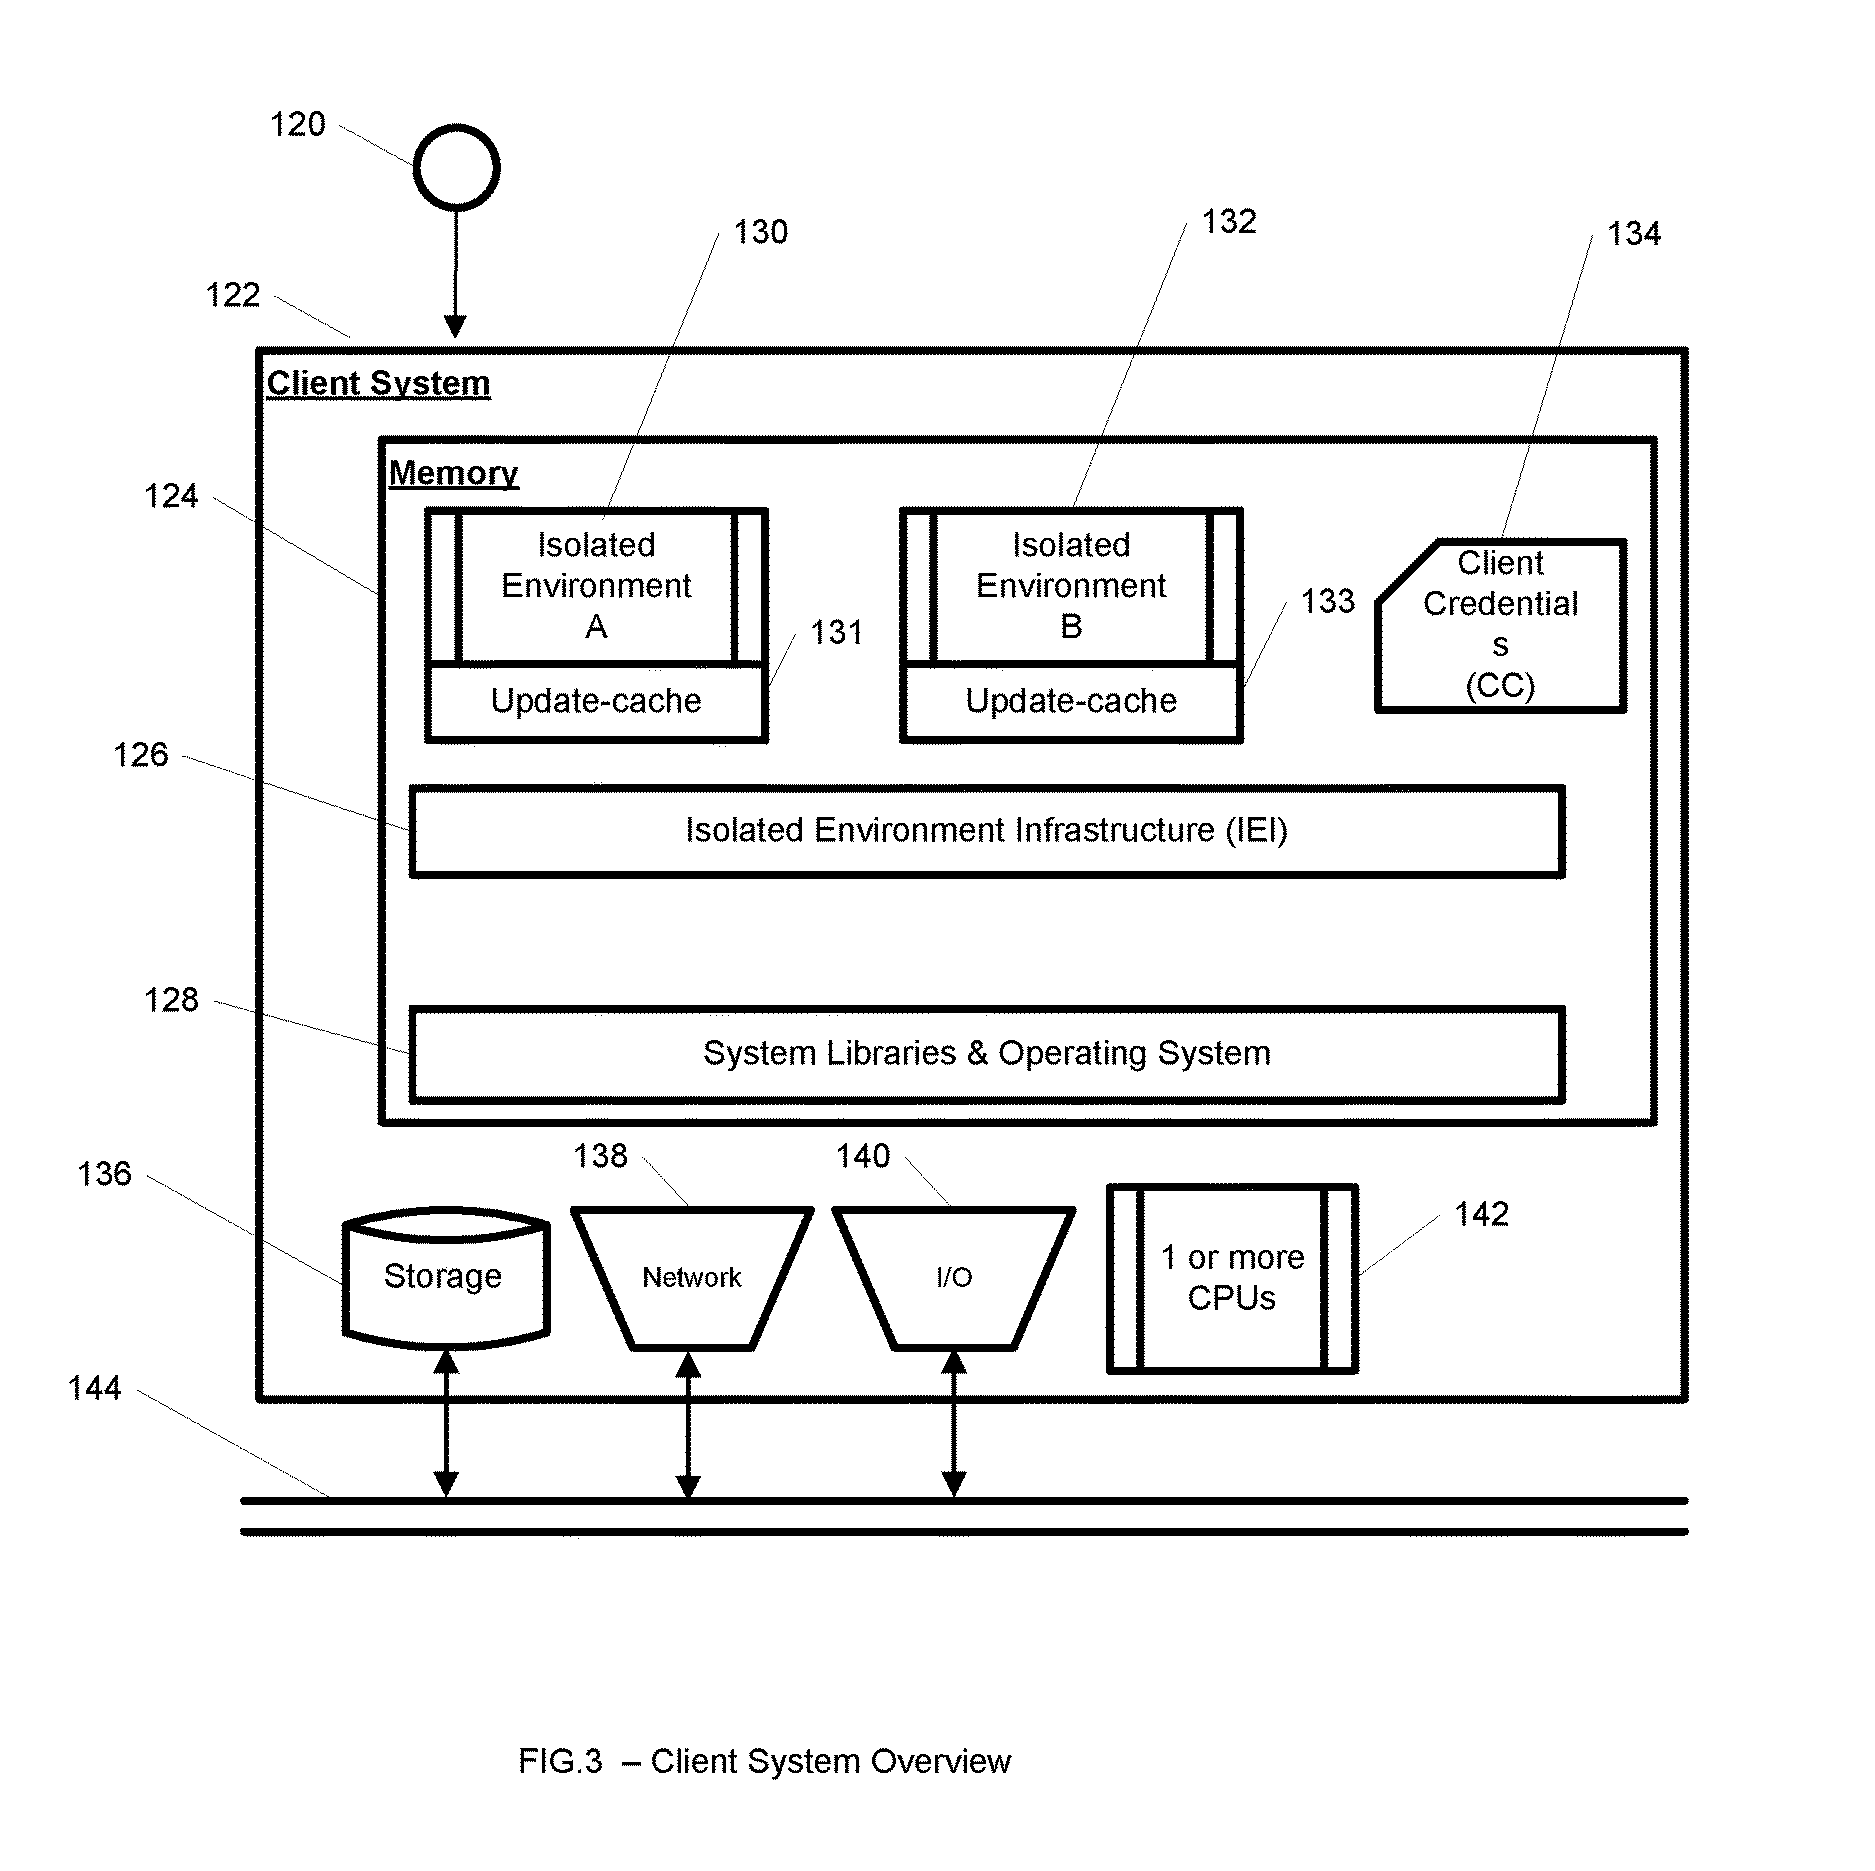 120
130
132
134
122
Client System
Memory
124
Isolated
Environment
A
Isolated
Environment
B
Client
Credential
s
(CC)
131
133
Update-cache
Update-cache
126
Isolated Environment Infrastructure (IEI)
128
System Libraries & Operating System
136
138
140
142
Storage
Network
I/O
1 or more
CPUs
144
FIG.3 – Client System Overview